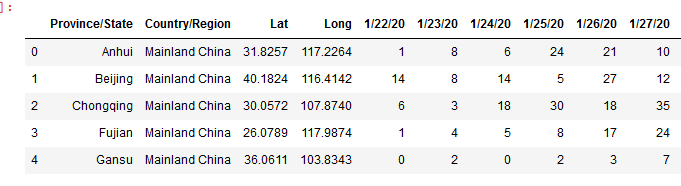 ]:
Province/State Country/Region Lat Long 1/22/20 1/23/20 1/24/20 1/25/20 1/26/20 1/27/20
0 Anhui Mainland China 31.8257 117.2264 1 8 6 24 21 10
1 Beijing Mainland China 40.1824 116.4142 14 8 14 5 27 12
2 Chongqing Mainland China 30.0572 107.8740 6 3 18 30 18 35
3 Fujian Mainland China 26.0789 117.9874 1 4 5 8 17 24
4 Gansu Mainland China 36.0611 103.8343 0 2 0 2 3 7